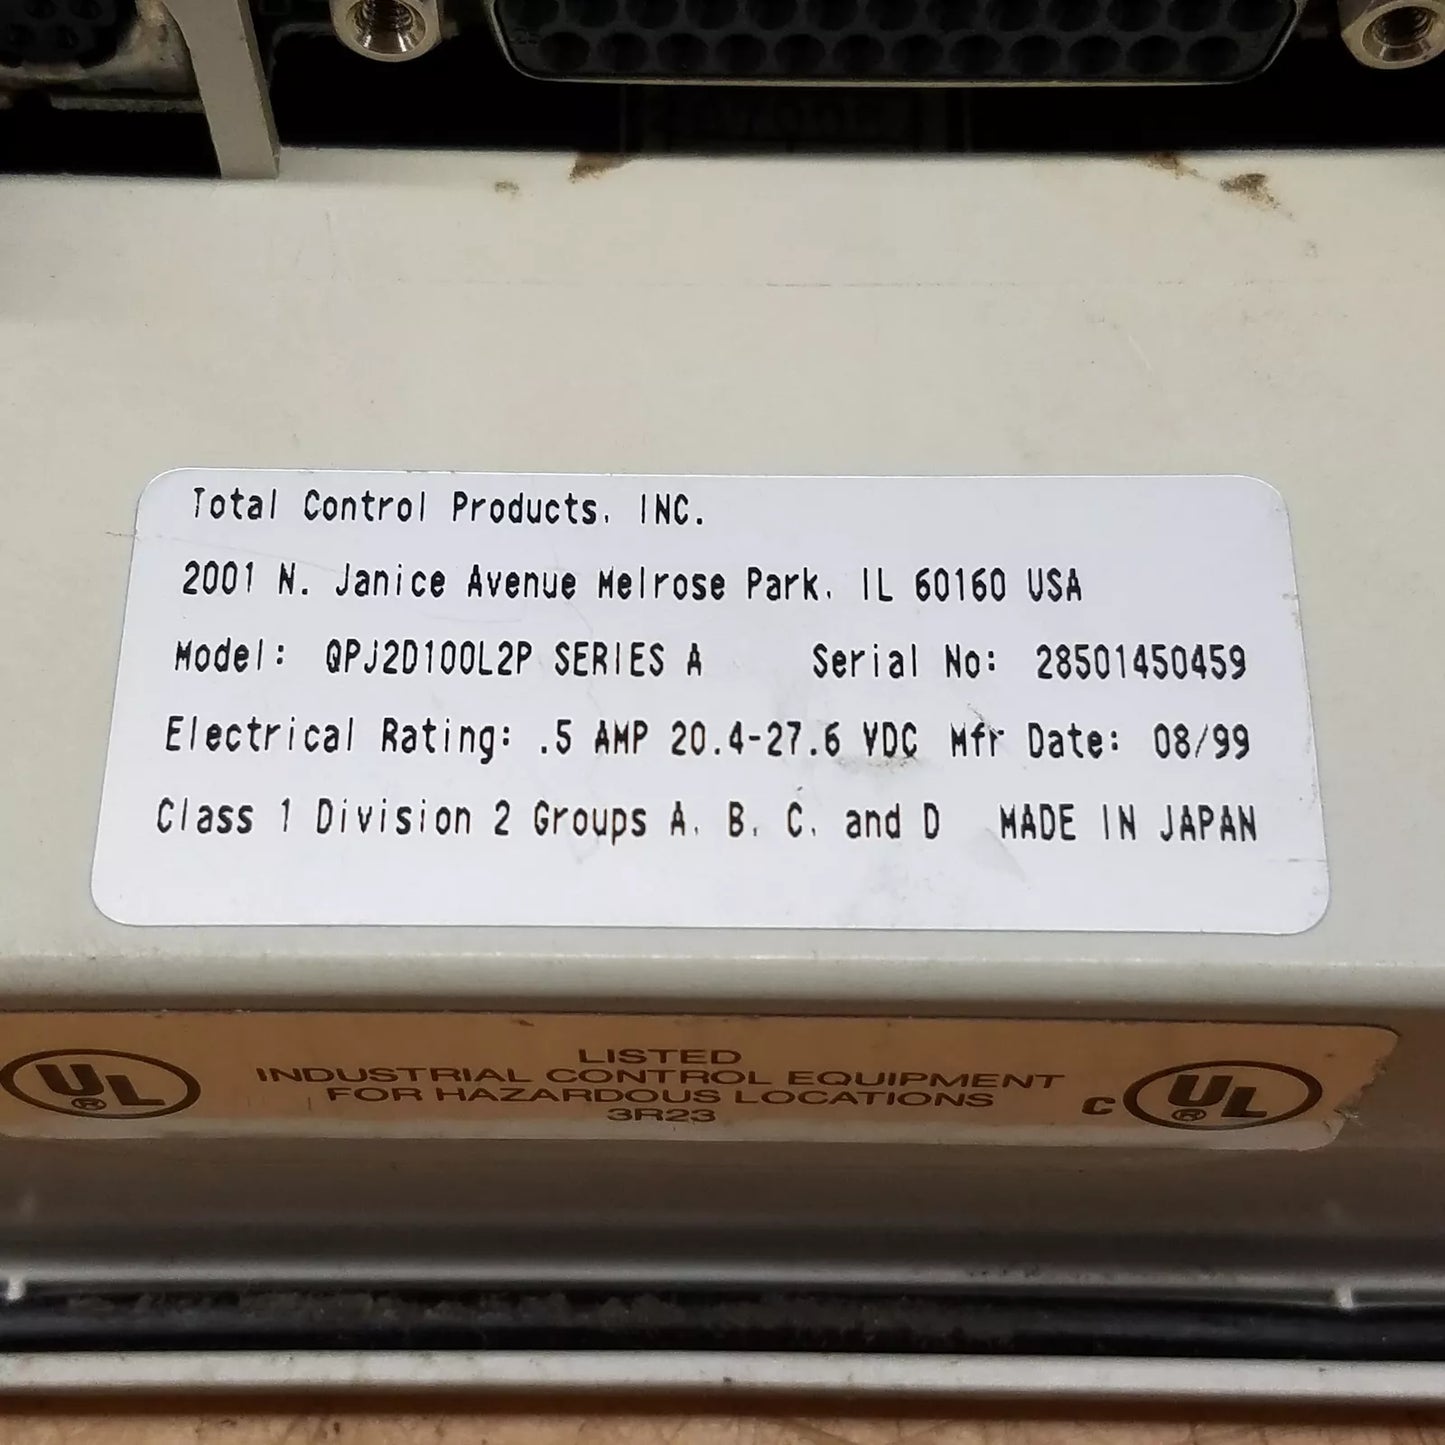 Total Control Products, INC.
2001 N. Janice Avenue Melrose Park, IL 60160 USA
Model: QPJ2D100L2P SERIES A Serial No: 28501450459
Electrical Rating: .5 AMP 20.4-27.6 VDC Mfr Date: 08/99
Class 1 Division 2 Groups A, B, C, and D MADE IN JAPAN
UL ® LISTED
INDUSTRIAL CONTROL EQUIPMENT
FOR HAZARDOUS LOCATIONS
3R23
C UL ®